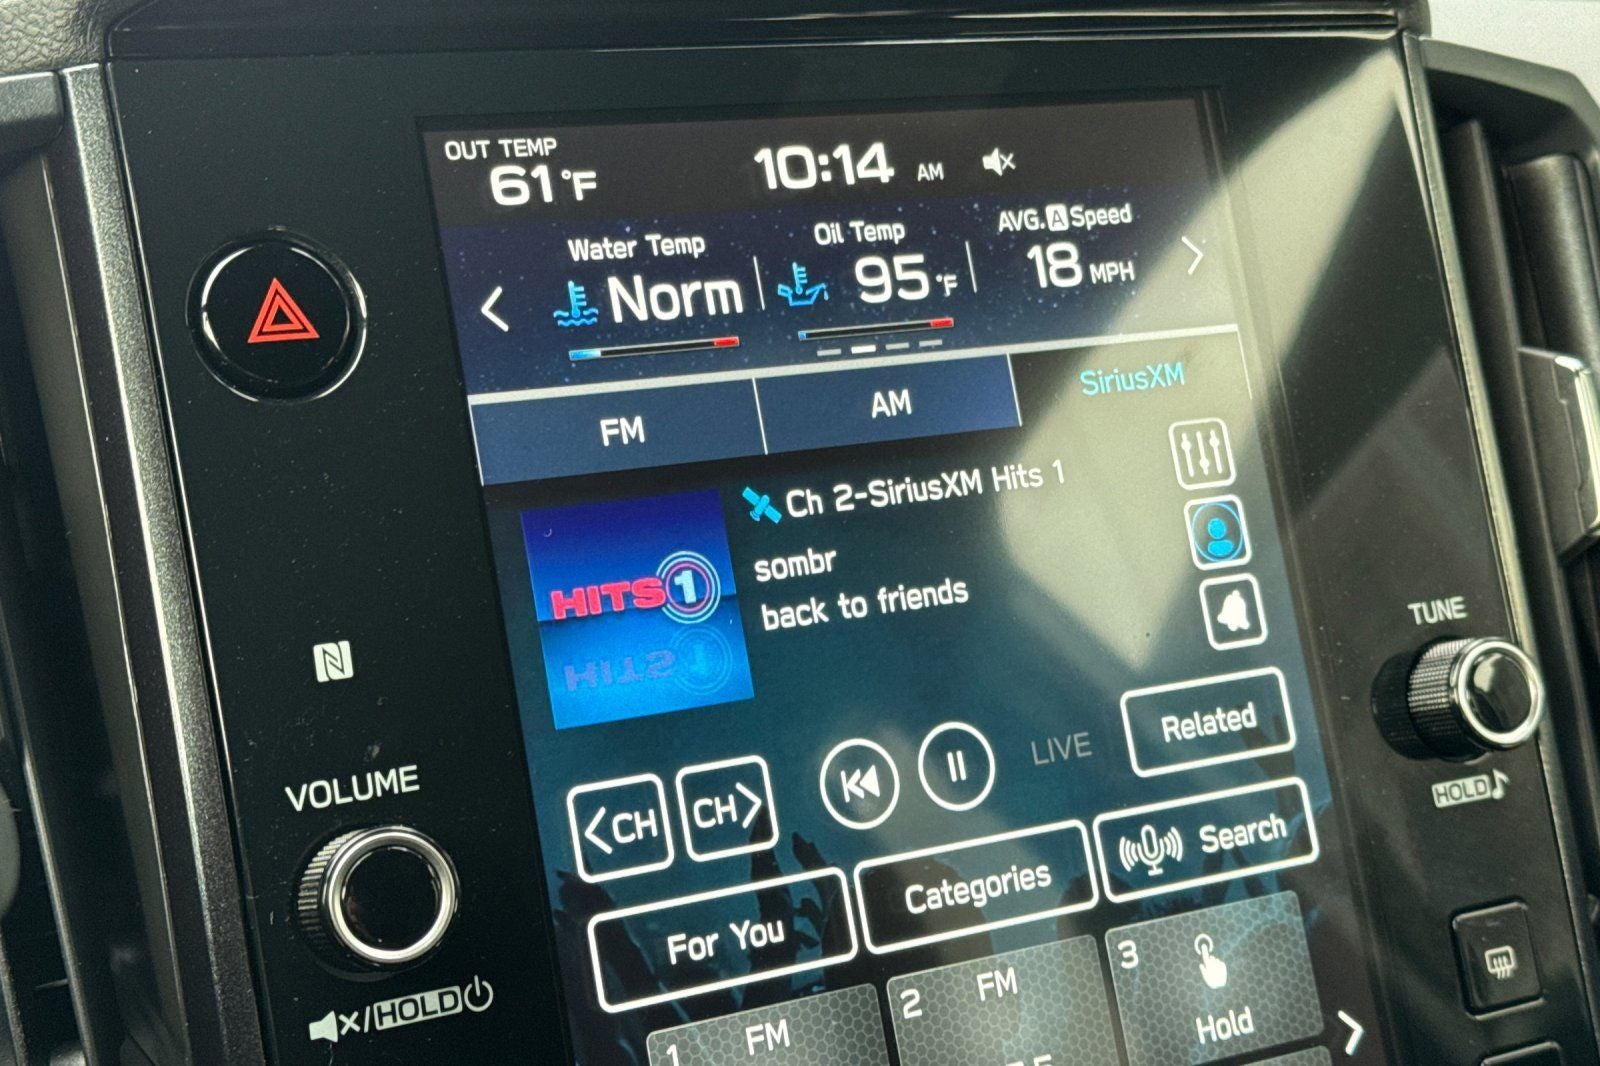 OUT TEMP
61°F
10:14 AM
Water Temp
Norm
Oil Temp
95°F
AVG. A Speed
18 MPH
FM
AM
SiriusXM
Ch 2-SiriusXM Hits 1
sombr
back to friends
HITS1
VOLUME
HOLD
TUNE
HOLD
<CH
CH>
LIVE
Related
For You
Categories
Search
1 FM
2 FM
3
Hold